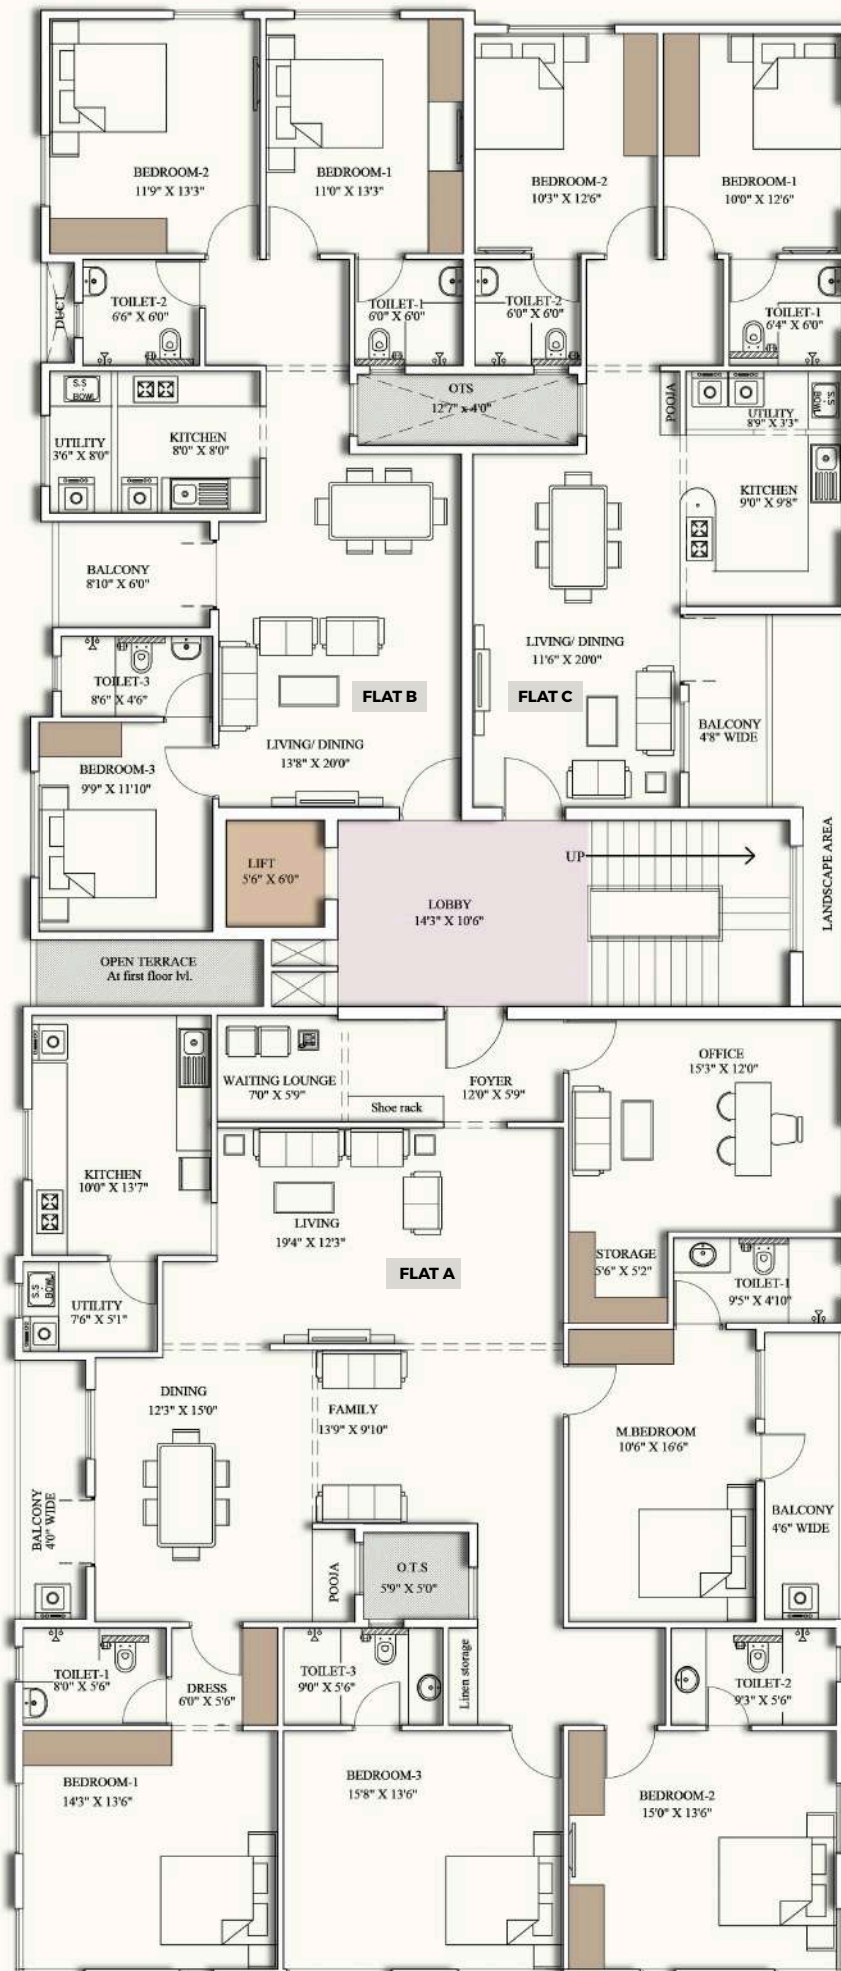 BEDROOM-2
11'9" X 13'3"
BEDROOM-1
11'0" X 13'3"
BEDROOM-2
10'3" X 12'6"
BEDROOM-1
10'0" X 12'6"
DUCT
TOILET-2
6'6" X 6'0"
TOILET-1
6'0" X 6'0"
TOILET-2
6'0" X 6'0"
TOILET-1
6'4" X 6'0"
S.S
BOWL
UTILITY
3'6" X 8'0"
KITCHEN
8'0" X 8'0"
OTS
12'7" x 4'0"
POOJA
UTILITY
8'9" X 3'3"
S.S
BOWL
KITCHEN
9'0" X 9'8"
BALCONY
8'10" X 6'0"
TOILET-3
8'6" X 4'6"
LIVING/ DINING
11'6" X 20'0"
FLAT B
FLAT C
BALCONY
4'8" WIDE
LIVING/ DINING
13'8" X 20'0"
BEDROOM-3
9'9" X 11'10"
LIFT
5'6" X 6'0"
UP
LOBBY
14'3" X 10'6"
LANDSCAPE AREA
OPEN TERRACE
At first floor lvl.
WAITING LOUNGE
7'0" X 5'9"
Shoe rack
FOYER
12'0" X 5'9"
OFFICE
15'3" X 12'0"
KITCHEN
10'0" X 13'7"
LIVING
19'4" X 12'3"
FLAT A
STORAGE
5'6" X 5'2"
TOILET-1
9'5" X 4'10"
S.S
BOWL
UTILITY
7'6" X 5'1"
DINING
12'3" X 15'0"
FAMILY
13'9" X 9'10"
M.BEDROOM
10'6" X 16'6"
BALCONY
4'0" WIDE
BALCONY
4'6" WIDE
POOJA
O.T.S
5'9" X 5'0"
TOILET-1
8'0" X 5'6"
DRESS
6'0" X 5'6"
TOILET-3
9'0" X 5'6"
Linen storage
TOILET-2
9'3" X 5'6"
BEDROOM-1
14'3" X 13'6"
BEDROOM-3
15'8" X 13'6"
BEDROOM-2
15'0" X 13'6"